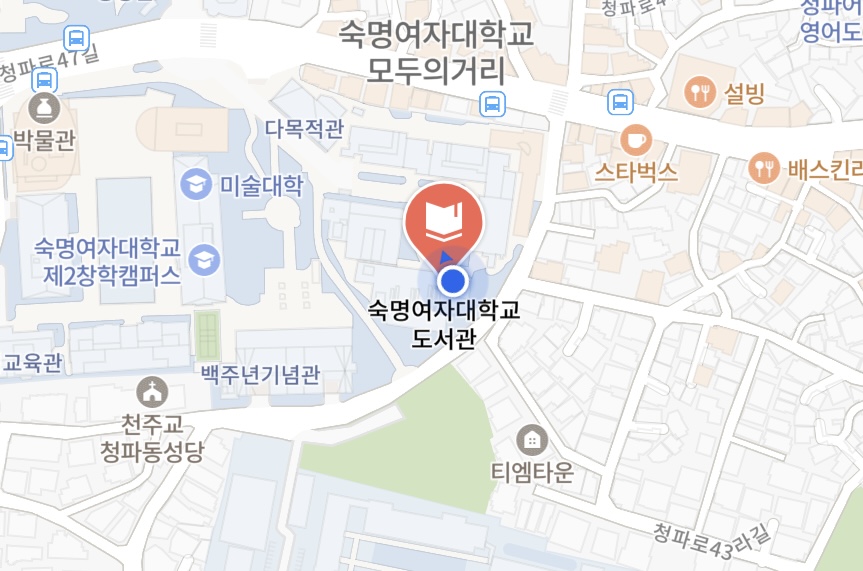 숙명여자대학교
모두의거리
청파로4
영어도
청파로47길
설빙
박물관
다목적관
스타벅스
배스킨라
미술대학
숙명여자대학교
제2창학캠퍼스
숙명여자대학교
도서관
교육관
백주년기념관
천주교
청파동성당
티엠타운
청파로43라길